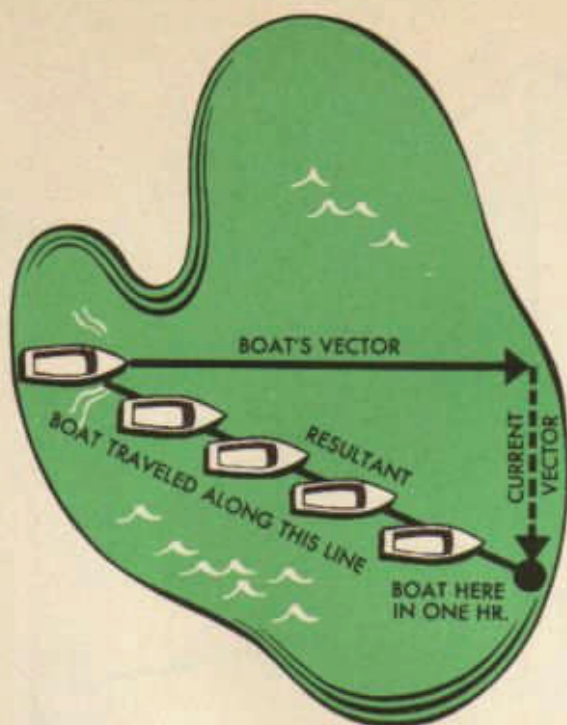 BOAT'S VECTOR
CURRENT
VECTOR
RESULTANT
BOAT TRAVELED ALONG THIS LINE
BOAT HERE
IN ONE HR.